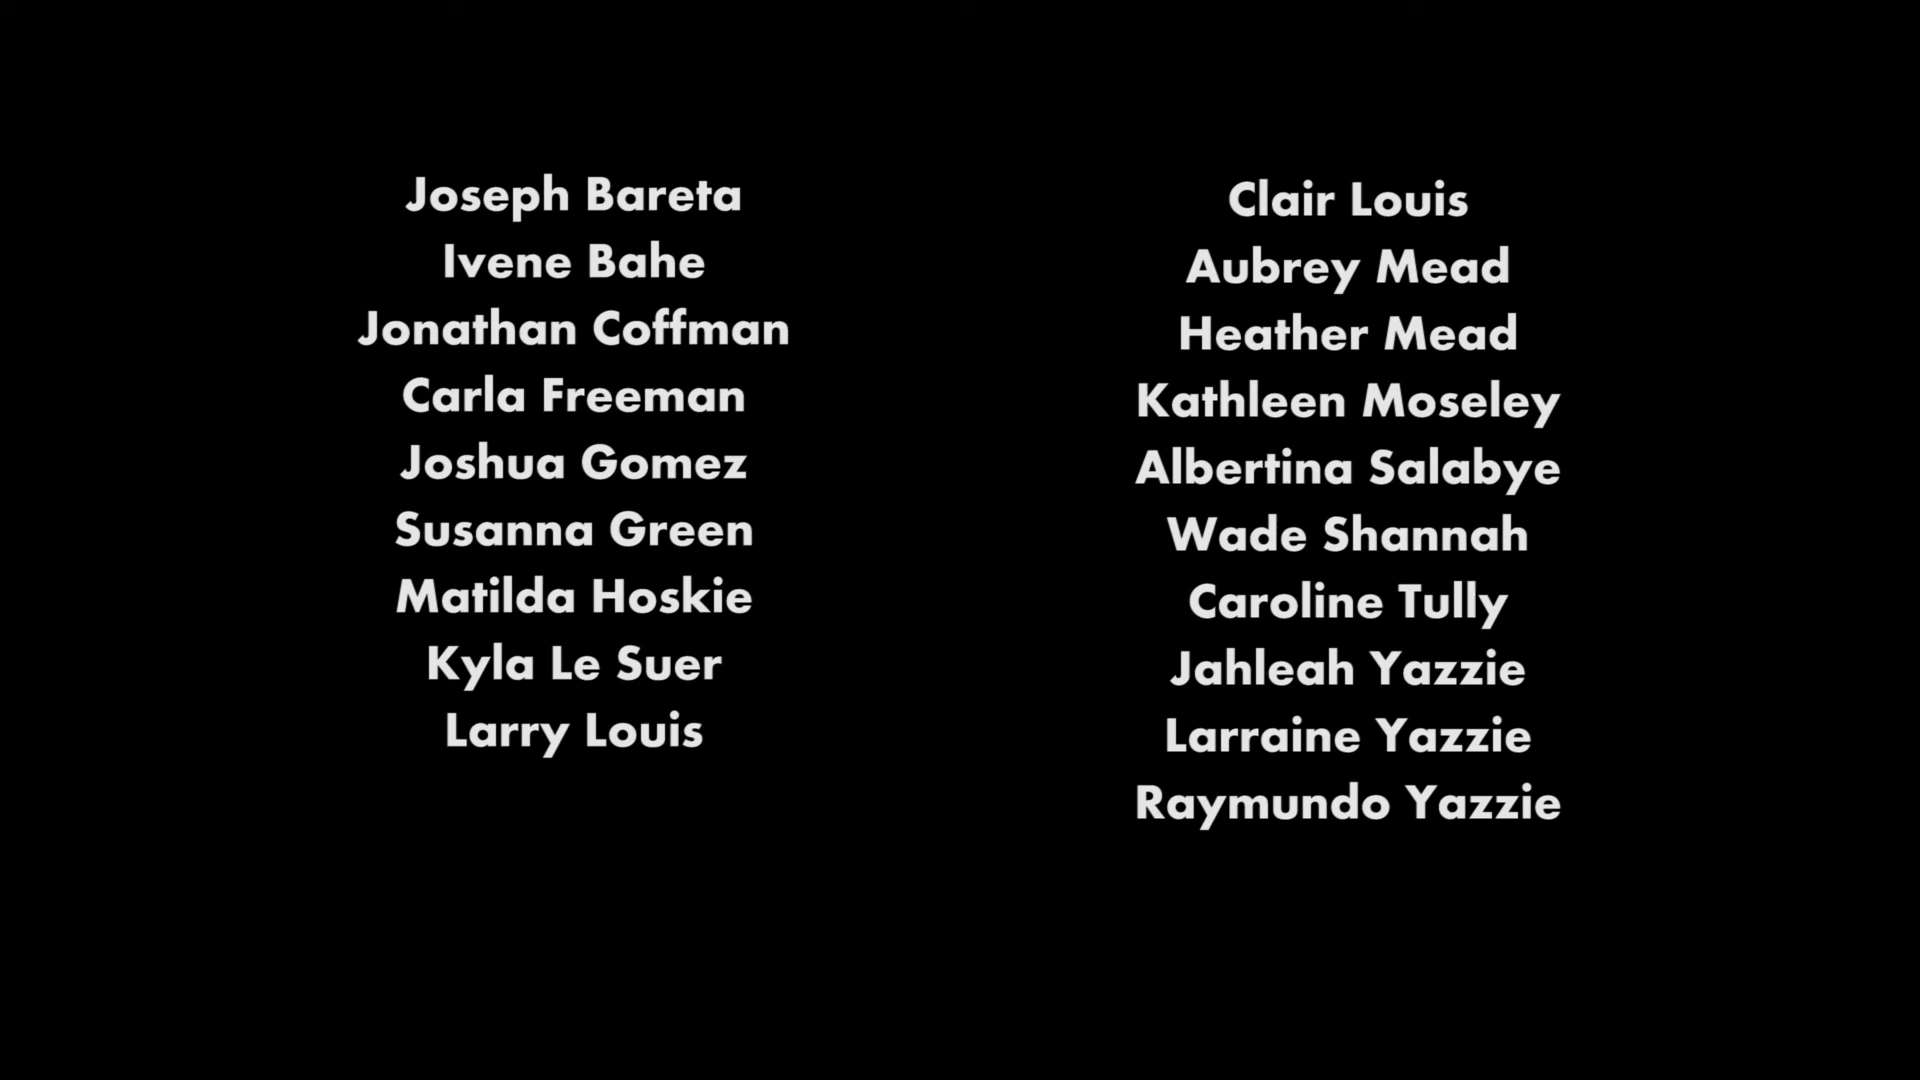 Joseph Bareta
Ivene Bahe
Jonathan Coffman
Carla Freeman
Joshua Gomez
Susanna Green
Matilda Hoskie
Kyla Le Suer
Larry Louis
Clair Louis
Aubrey Mead
Heather Mead
Kathleen Moseley
Albertina Salabye
Wade Shannah
Caroline Tully
Jahleah Yazzie
Larraine Yazzie
Raymundo Yazzie